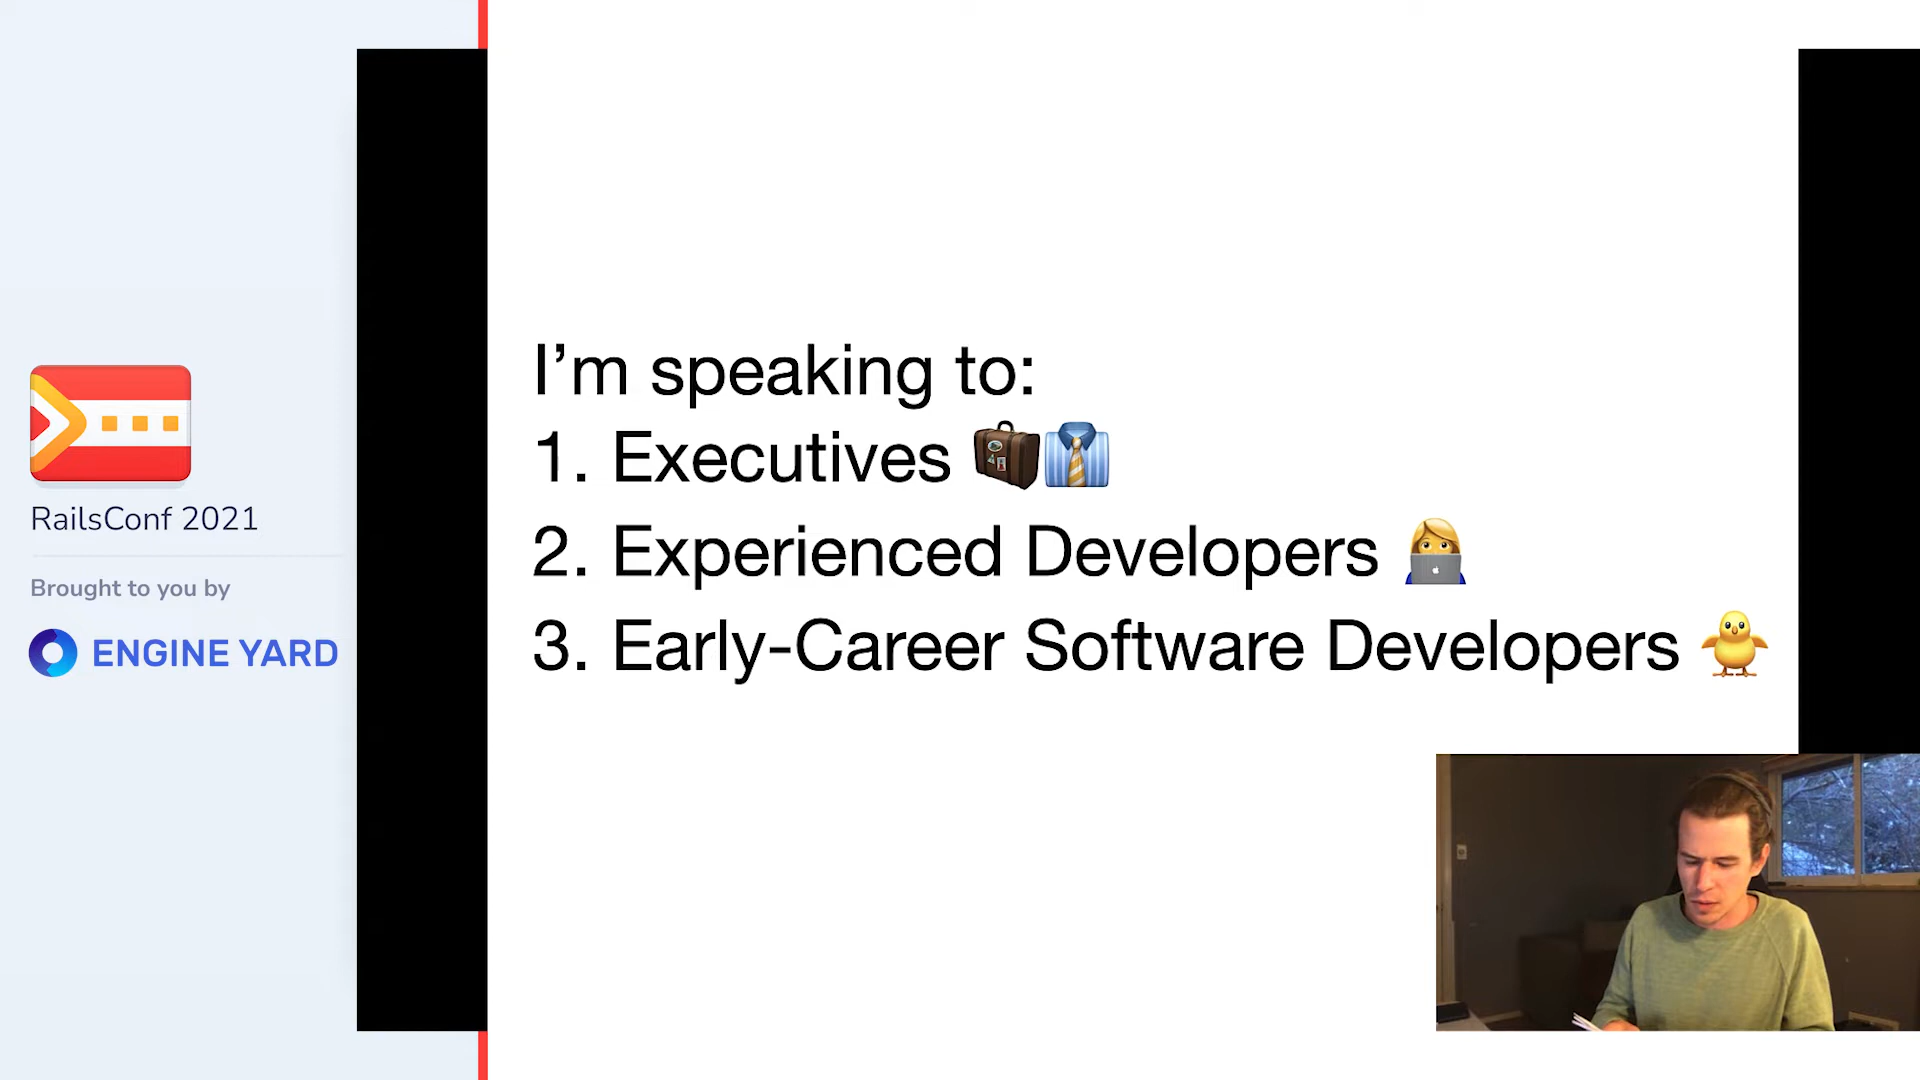 RailsConf 2021
Brought to you by
ENGINE YARD
I’m speaking to:
1. Executives 🧳👔
2. Experienced Developers 👩‍💻
3. Early-Career Software Developers 🐥